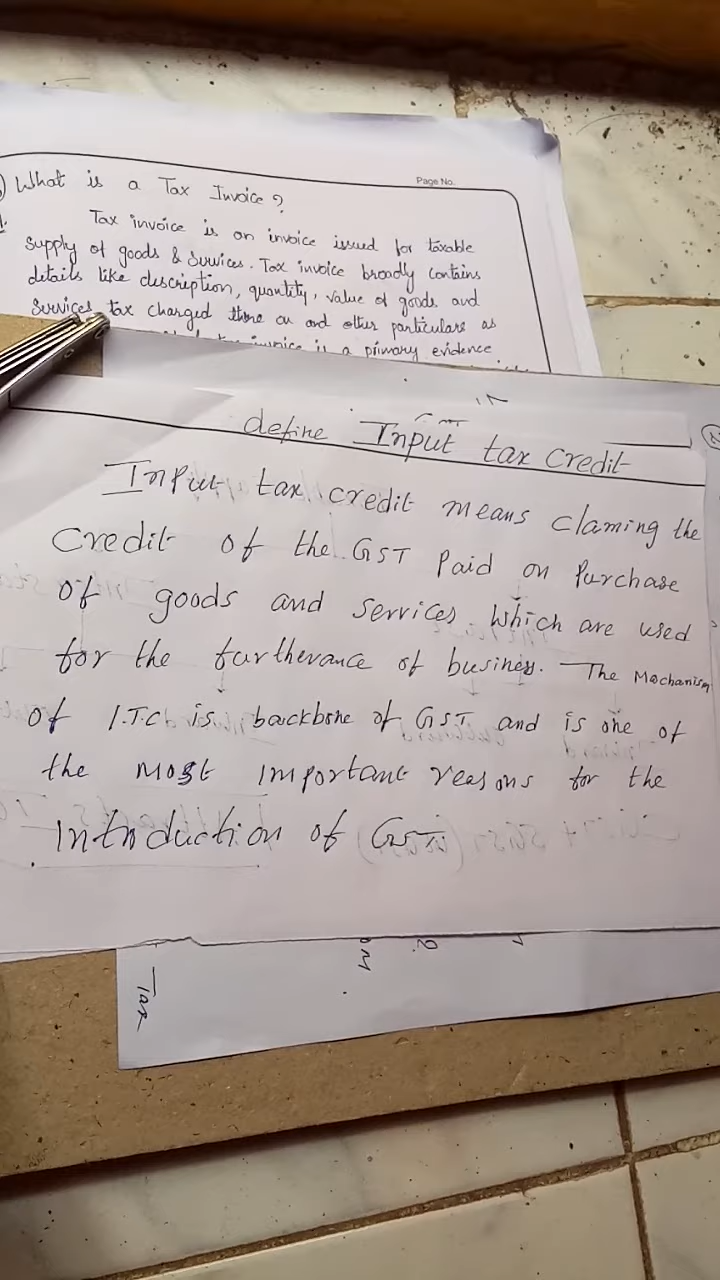 Page No.
What is a Tax Invoice?
Tax invoice is an invoice issued for taxable
supply of goods & Services. Tax invoice broadly contains
details like description, quantity, value of goods and
Services tax charged there on and other particulars as
invoice is a primary evidence
define Input tax credit
Input tax credit means claming the
Credit of the GST Paid on Purchase
of goods and services. Which are used
for the furtherance of business. The Mechanism
of I.T.C is backbone of GST and is one of
the most important reasons for the
introduction of GST
Tax